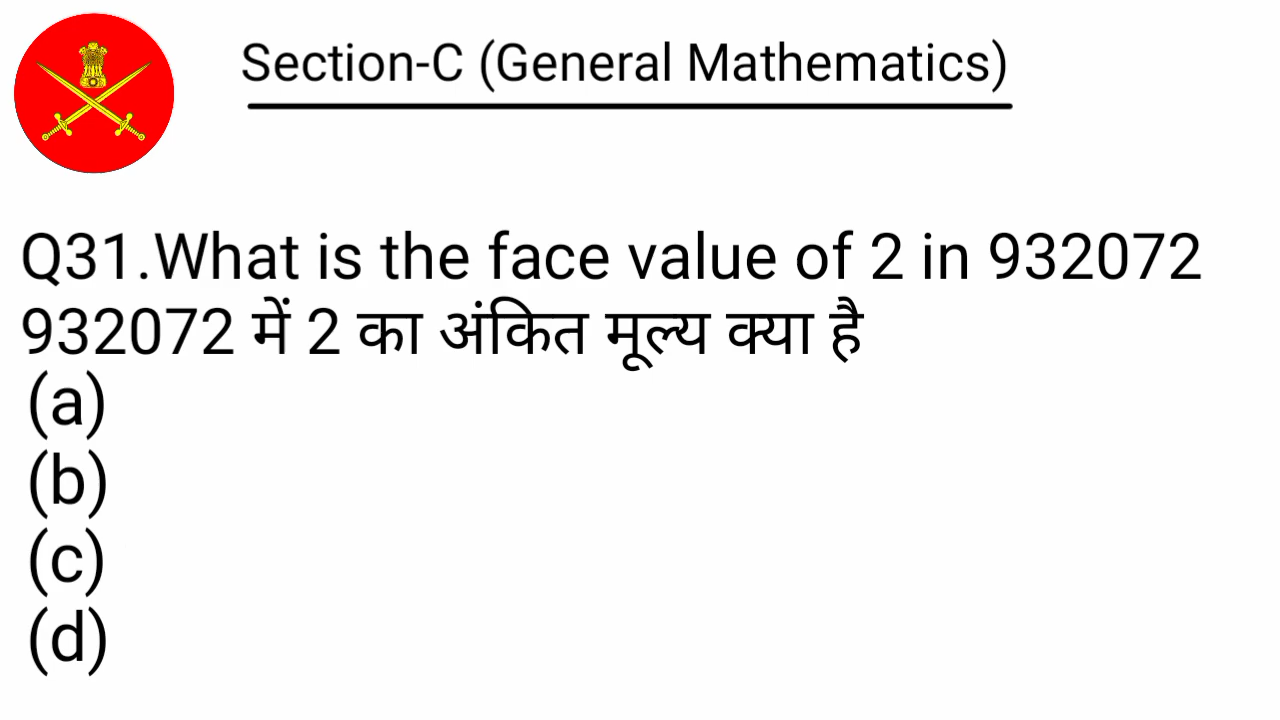 Section-C (General Mathematics)
Q31.What is the face value of 2 in 932072
932072 में 2 का अंकित मूल्य क्या है
(a)
(b)
(c)
(d)